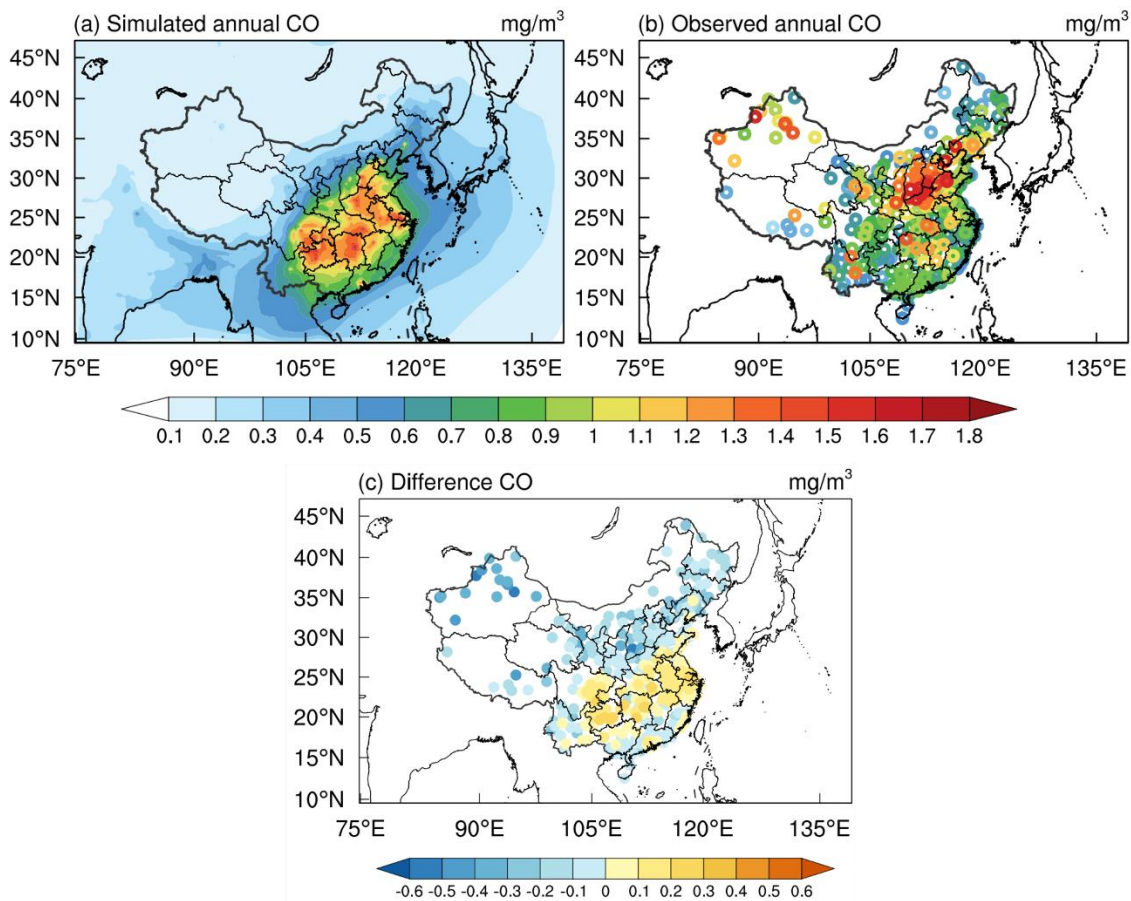 (a) Simulated annual CO mg/m³
45°N
40°N
35°N
30°N
25°N
20°N
15°N
10°N
75°E 90°E 105°E 120°E 135°E
(b) Observed annual CO mg/m³
45°N
40°N
35°N
30°N
25°N
20°N
15°N
10°N
75°E 90°E 105°E 120°E 135°E
0.1 0.2 0.3 0.4 0.5 0.6 0.7 0.8 0.9 1 1.1 1.2 1.3 1.4 1.5 1.6 1.7 1.8
(c) Difference CO mg/m³
45°N
40°N
35°N
30°N
25°N
20°N
15°N
10°N
75°E 90°E 105°E 120°E 135°E
-0.6 -0.5 -0.4 -0.3 -0.2 -0.1 0 0.1 0.2 0.3 0.4 0.5 0.6